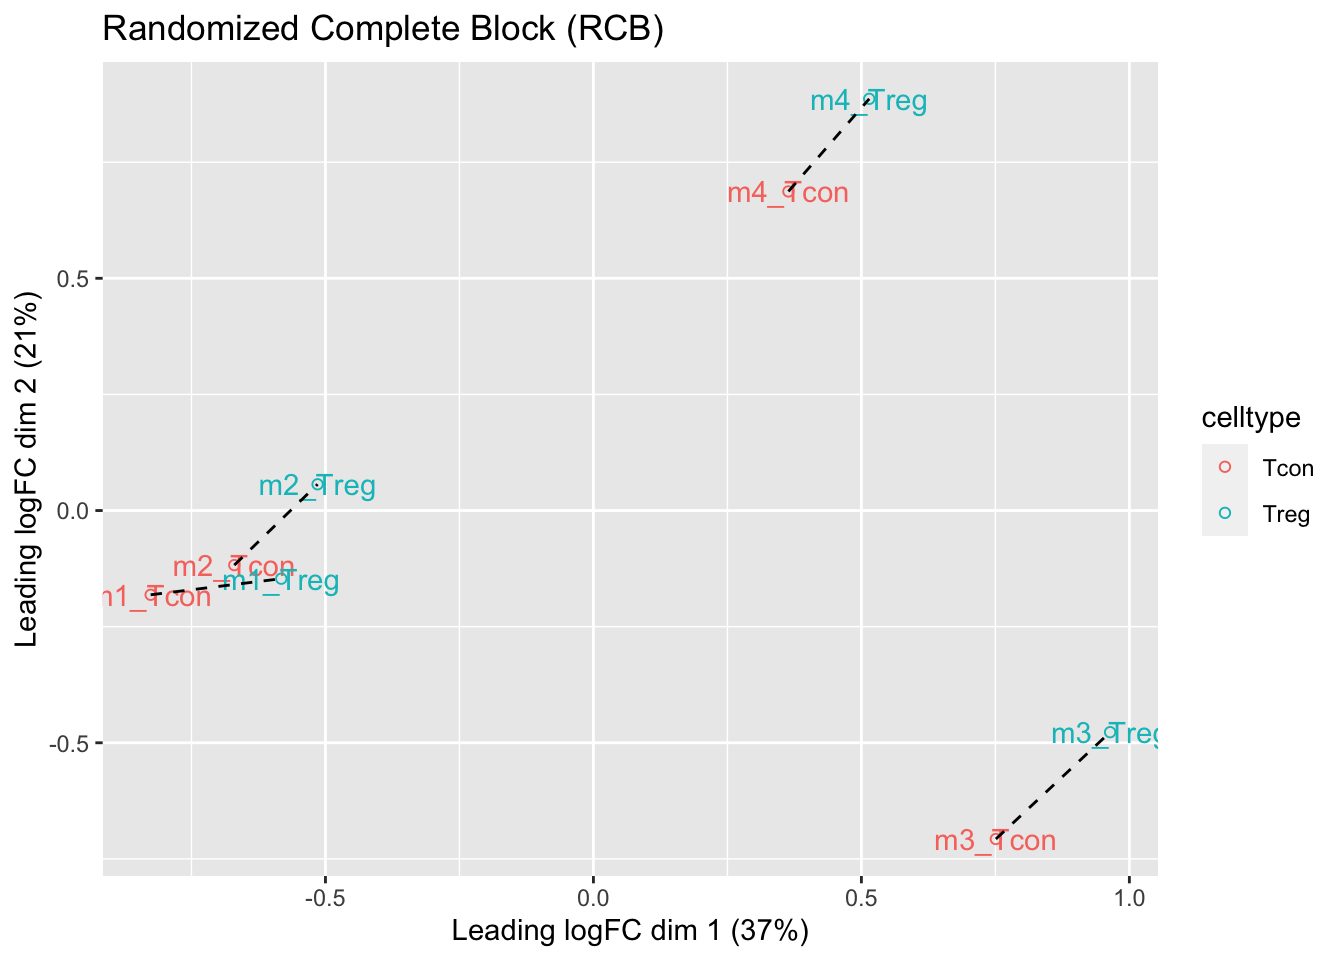 Randomized Complete Block (RCB)
m4_Treg
m4_Tcon
0.5
m2_Treg
0.0
m2_Tcon
m1_Treg
m1_Tcon
-0.5
m3_Treg
m3_Tcon
-0.5
0.0
0.5
1.0
Leading logFC dim 1 (37%)
Leading logFC dim 2 (21%)
celltype
Tcon
Treg